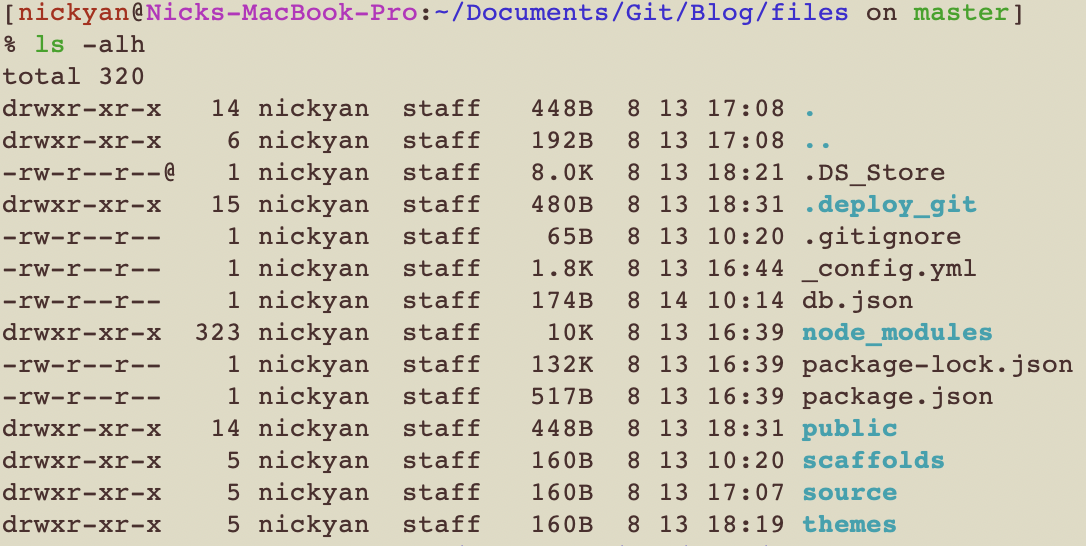 [nickyan@Nicks-MacBook-Pro:~/Documents/Git/Blog/files on master]
% ls -alh
total 320
drwxr-xr-x   14 nickyan  staff   448B  8 13 17:08 .
drwxr-xr-x    6 nickyan  staff   192B  8 13 17:08 ..
-rw-r--r--@   1 nickyan  staff   8.0K  8 13 18:21 .DS_Store
drwxr-xr-x   15 nickyan  staff   480B  8 13 18:31 .deploy_git
-rw-r--r--    1 nickyan  staff    65B  8 13 10:20 .gitignore
-rw-r--r--    1 nickyan  staff   1.8K  8 13 16:44 _config.yml
-rw-r--r--    1 nickyan  staff   174B  8 14 10:14 db.json
drwxr-xr-x  323 nickyan  staff    10K  8 13 16:39 node_modules
-rw-r--r--    1 nickyan  staff   132K  8 13 16:39 package-lock.json
-rw-r--r--    1 nickyan  staff   517B  8 13 16:39 package.json
drwxr-xr-x   14 nickyan  staff   448B  8 13 18:31 public
drwxr-xr-x    5 nickyan  staff   160B  8 13 10:20 scaffolds
drwxr-xr-x    5 nickyan  staff   160B  8 13 17:07 source
drwxr-xr-x    5 nickyan  staff   160B  8 13 18:19 themes